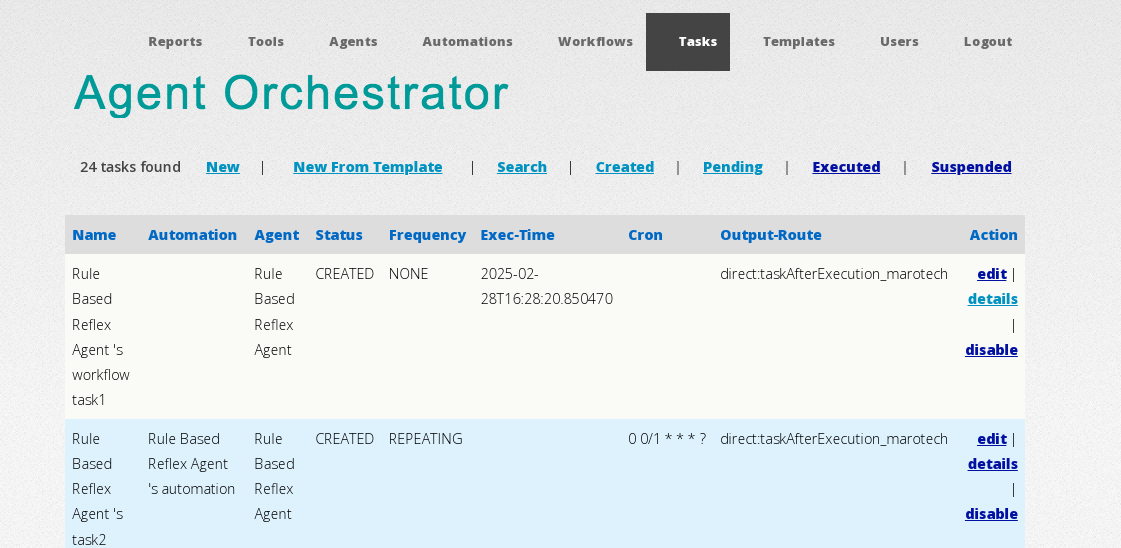 Reports Tools Agents Automations Workflows Tasks Templates Users Logout
Agent Orchestrator
24 tasks found New | New From Template | Search | Created | Pending | Executed | Suspended
Name Automation Agent Status Frequency Exec-Time Cron Output-Route Action
Rule Rule CREATED NONE 2025-02- direct:taskAfterExecution_marotech edit |
Based Based 28T16:28:20.850470 details
Reflex Reflex |
Agent 's Agent disable
workflow
task1
Rule Rule Based Rule CREATED REPEATING 0 0/1 * * * ? direct:taskAfterExecution_marotech edit |
Based Reflex Agent Based details
Reflex 's automation Reflex |
Agent 's Agent disable
task2